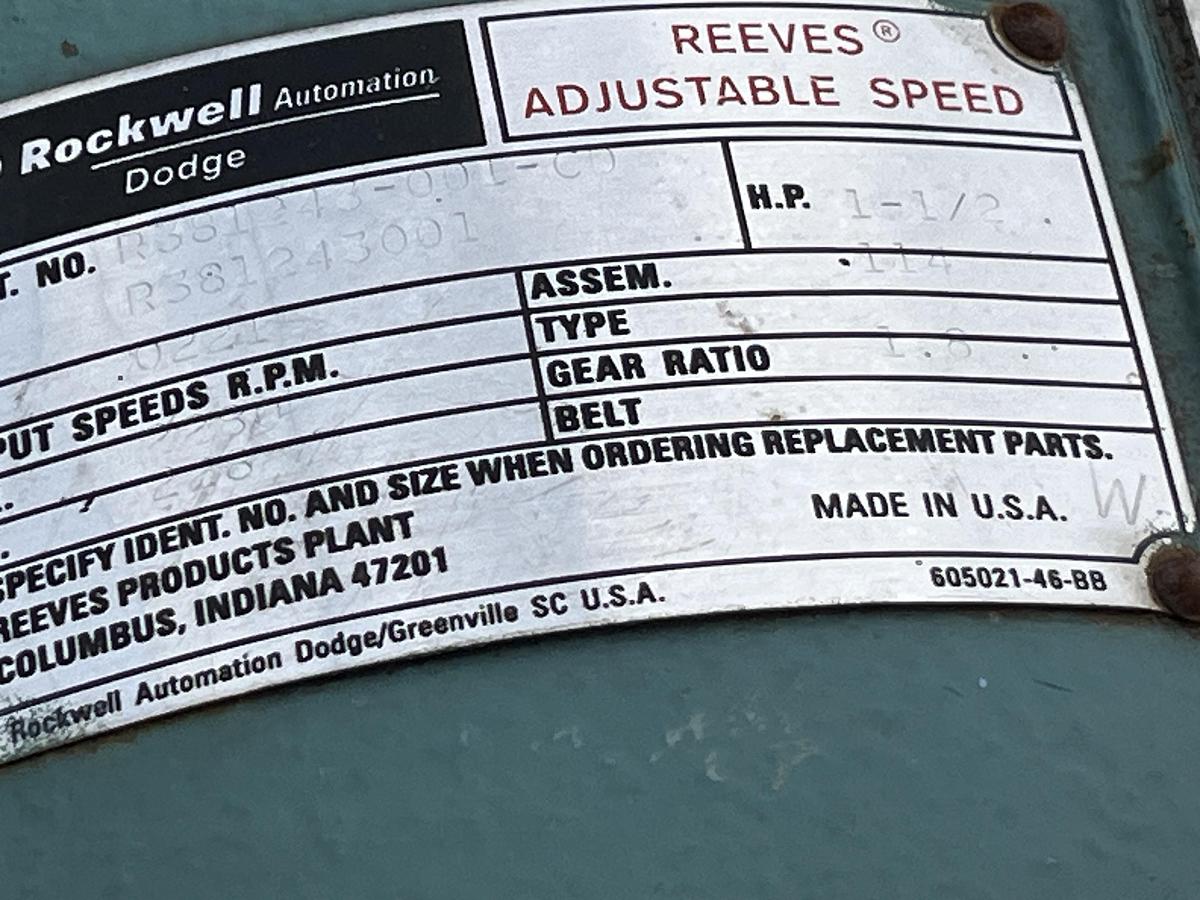 Rockwell Automation
Dodge
REEVES®
ADJUSTABLE SPEED
T. NO. R381243-001-CD
R381243001
H.P. 1-1/2
ASSEM. 114
0221
TYPE
PUT SPEEDS R.P.M.
GEAR RATIO 1.8
BELT
SPECIFY IDENT. NO. AND SIZE WHEN ORDERING REPLACEMENT PARTS.
REEVES PRODUCTS PLANT
COLUMBUS, INDIANA 47201
MADE IN U.S.A. W
Rockwell Automation Dodge/Greenville SC U.S.A.
605021-46-BB